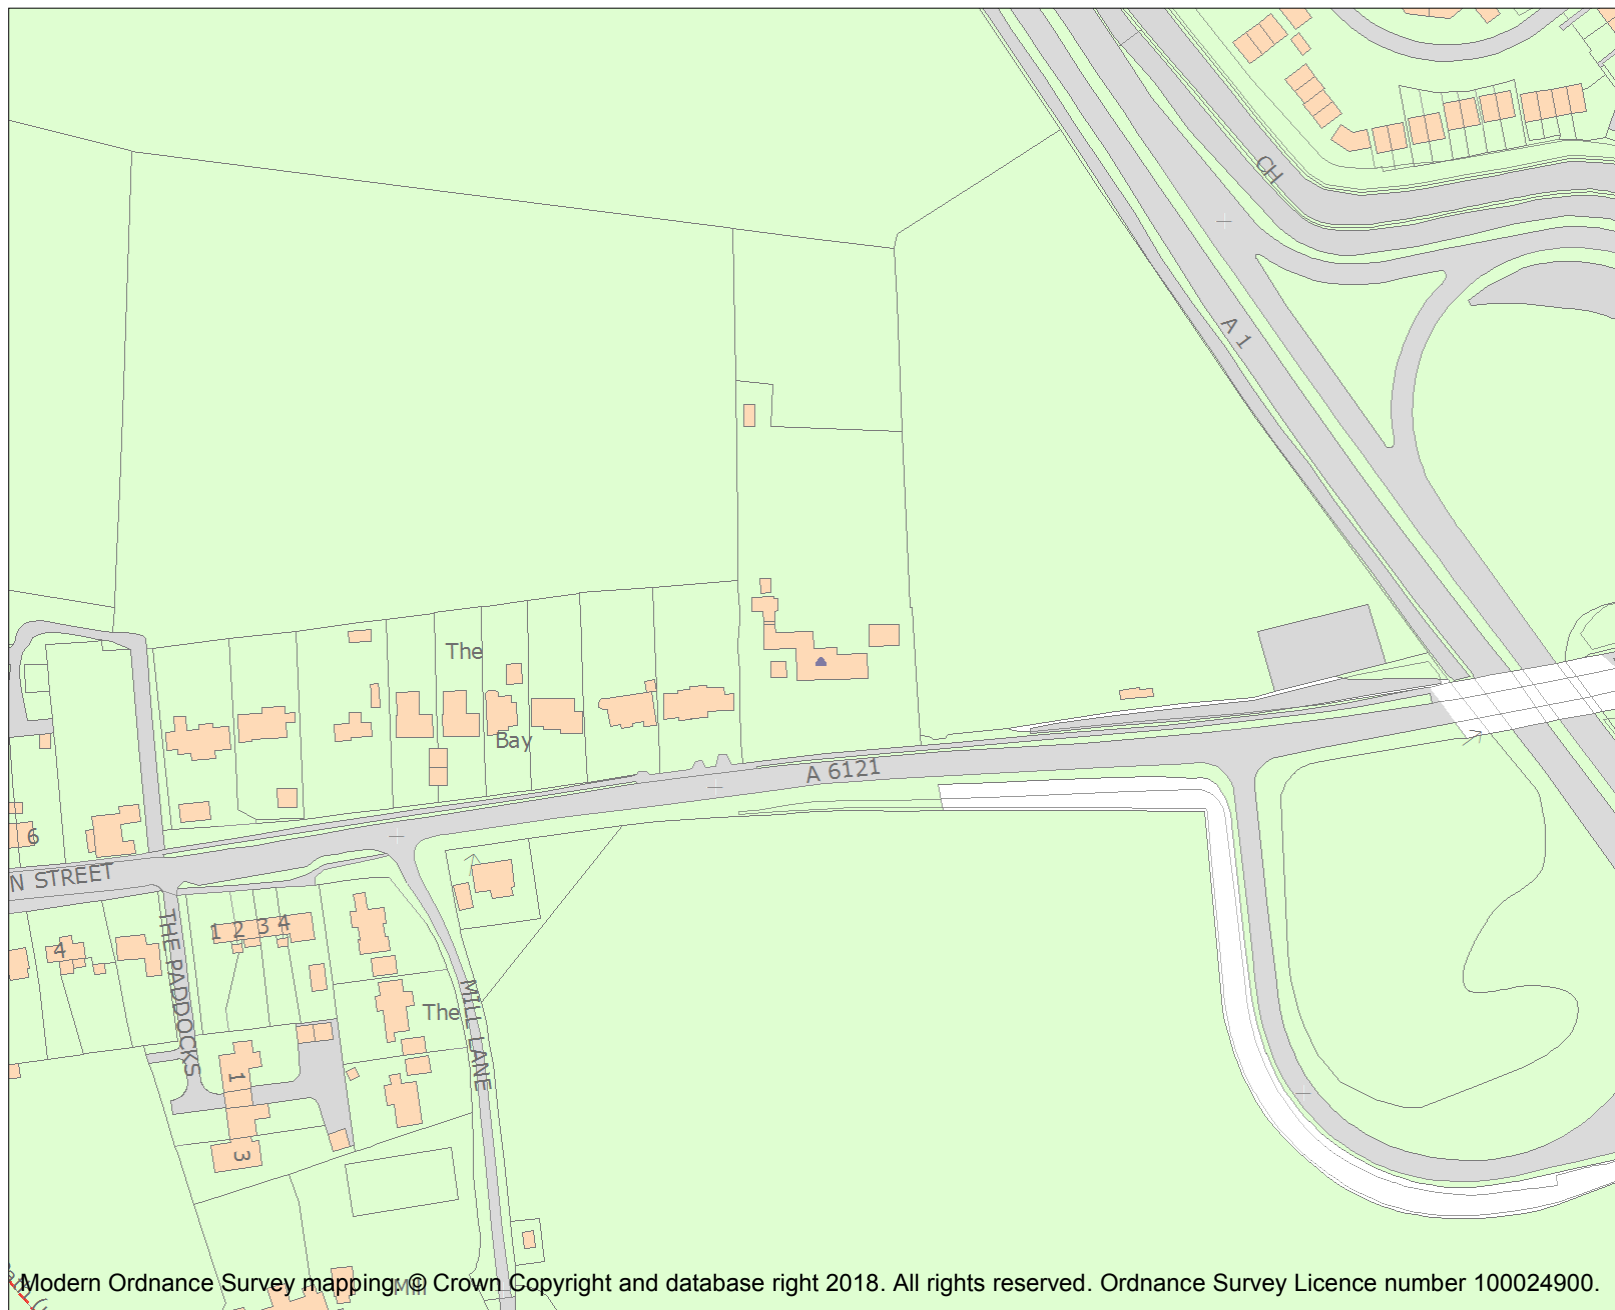 CH
A 1
The
Bay
A 6121
6
N STREET
THE PADDOCKS
1 2 3 4
4
The
MILL LANE
1
3
Mill
Modern Ordnance Survey mapping: © Crown Copyright and database right 2018. All rights reserved. Ordnance Survey Licence number 100024900.